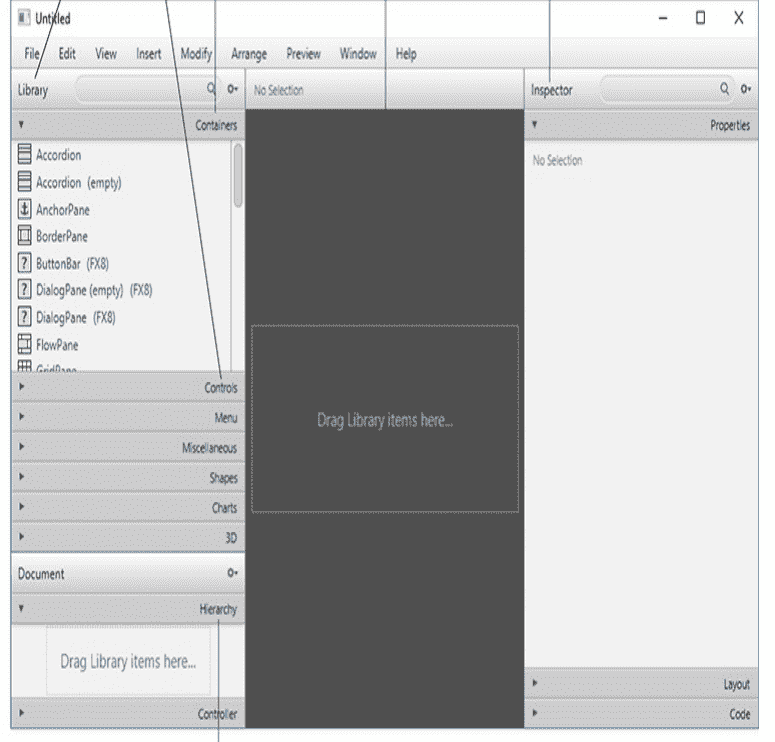 Untitled
File Edit View Insert Modify Arrange Preview Window Help
Library
No Selection
Inspector
Containers
Properties
Accordion
No Selection
Accordion (empty)
AnchorPane
BorderPane
ButtonBar (FX8)
DialogPane (empty) (FX8)
DialogPane (FX8)
FlowPane
GridPane
Controls
Menu
Drag Library items here...
Miscellaneous
Shapes
Charts
3D
Document
Hierarchy
Drag Library items here...
Layout
Controller
Code